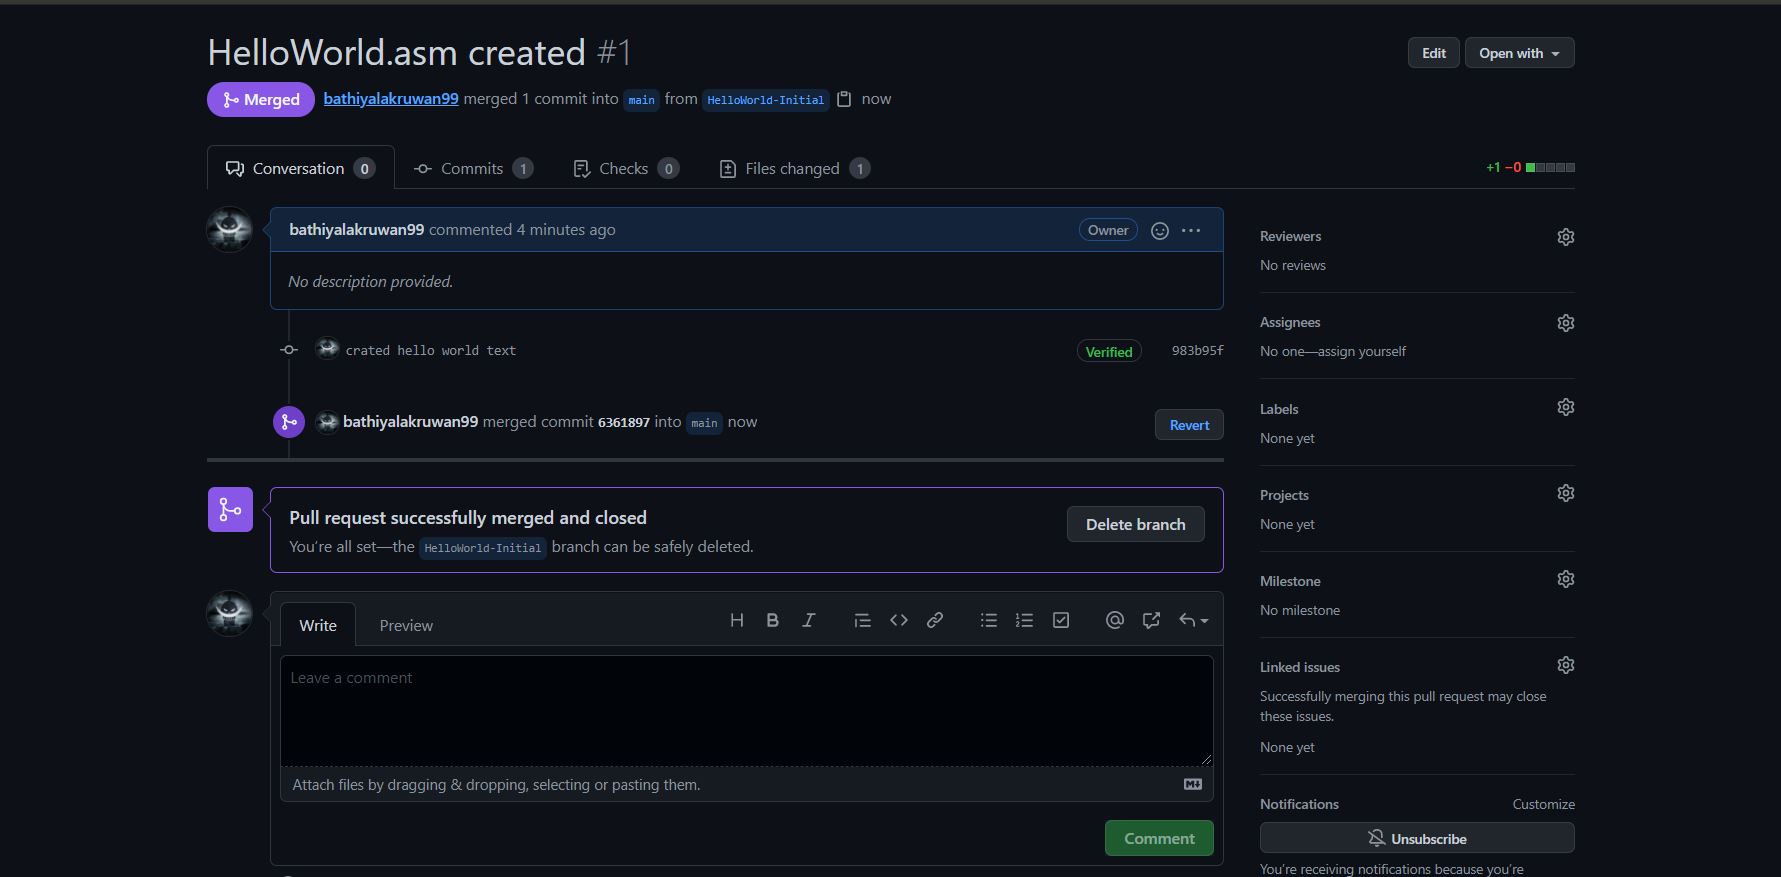 HelloWorld.asm created #1
Edit
Open with
Merged
bathiyalakruwan99 merged 1 commit into main from HelloWorld-Initial now
Conversation 0
Commits 1
Checks 0
Files changed 1
+1 −0
bathiyalakruwan99 commented 4 minutes ago
Owner
No description provided.
crated hello world text
Verified
983b95f
bathiyalakruwan99 merged commit 6361897 into main now
Revert
Pull request successfully merged and closed
You're all set—the HelloWorld-Initial branch can be safely deleted.
Delete branch
Write
Preview
Leave a comment
Attach files by dragging & dropping, selecting or pasting them.
Comment
Reviewers
No reviews
Assignees
No one—assign yourself
Labels
None yet
Projects
None yet
Milestone
No milestone
Linked issues
Successfully merging this pull request may close
these issues.
None yet
Notifications
Customize
Unsubscribe
You're receiving notifications because you're